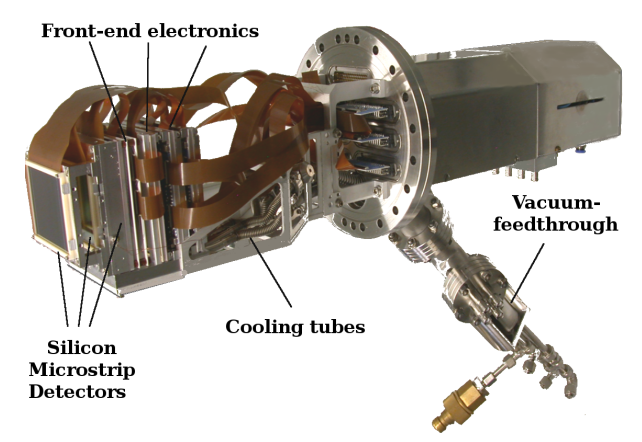 Front-end electronics
Vacuum-
feedthrough
Cooling tubes
Silicon
Microstrip
Detectors